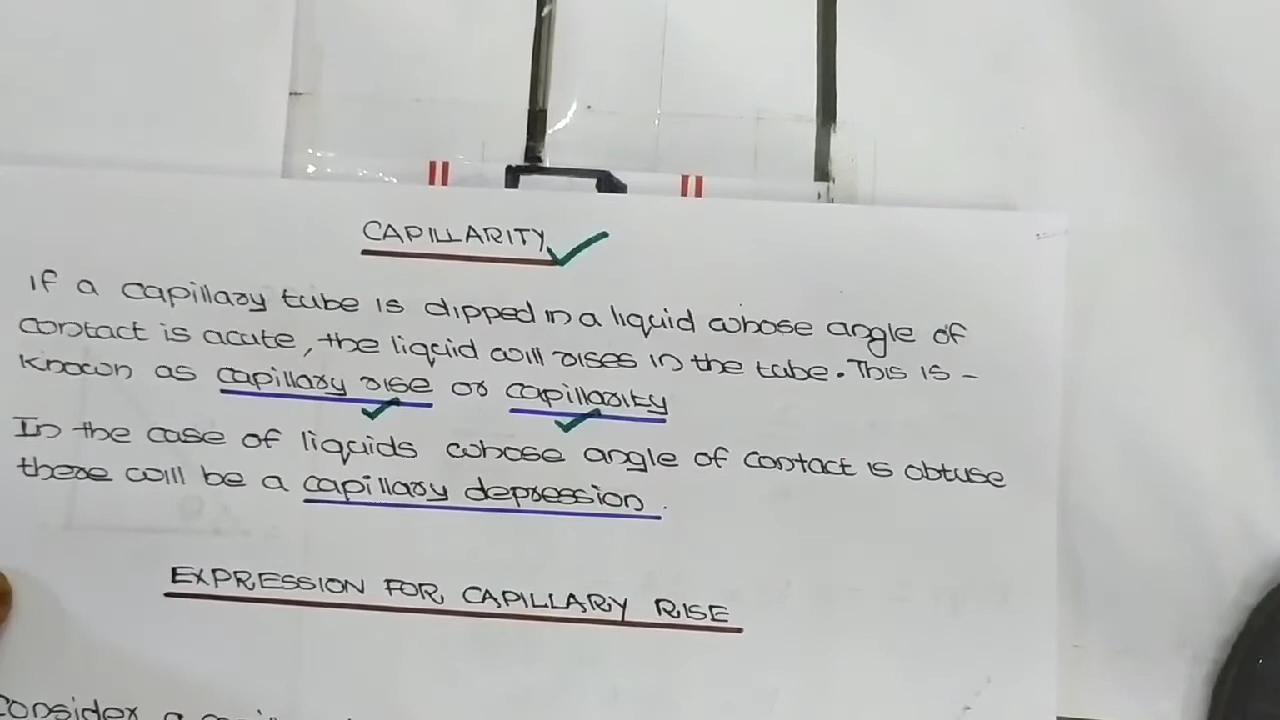 CAPILLARITY
If a capillary tube is dipped in a liquid whose angle of
contact is acute, the liquid will rises in the tube. This is -
known as capillary rise or capillarity
In the case of liquids whose angle of contact is obtuse
there will be a capillary depression.
EXPRESSION FOR CAPILLARY RISE
Consider a